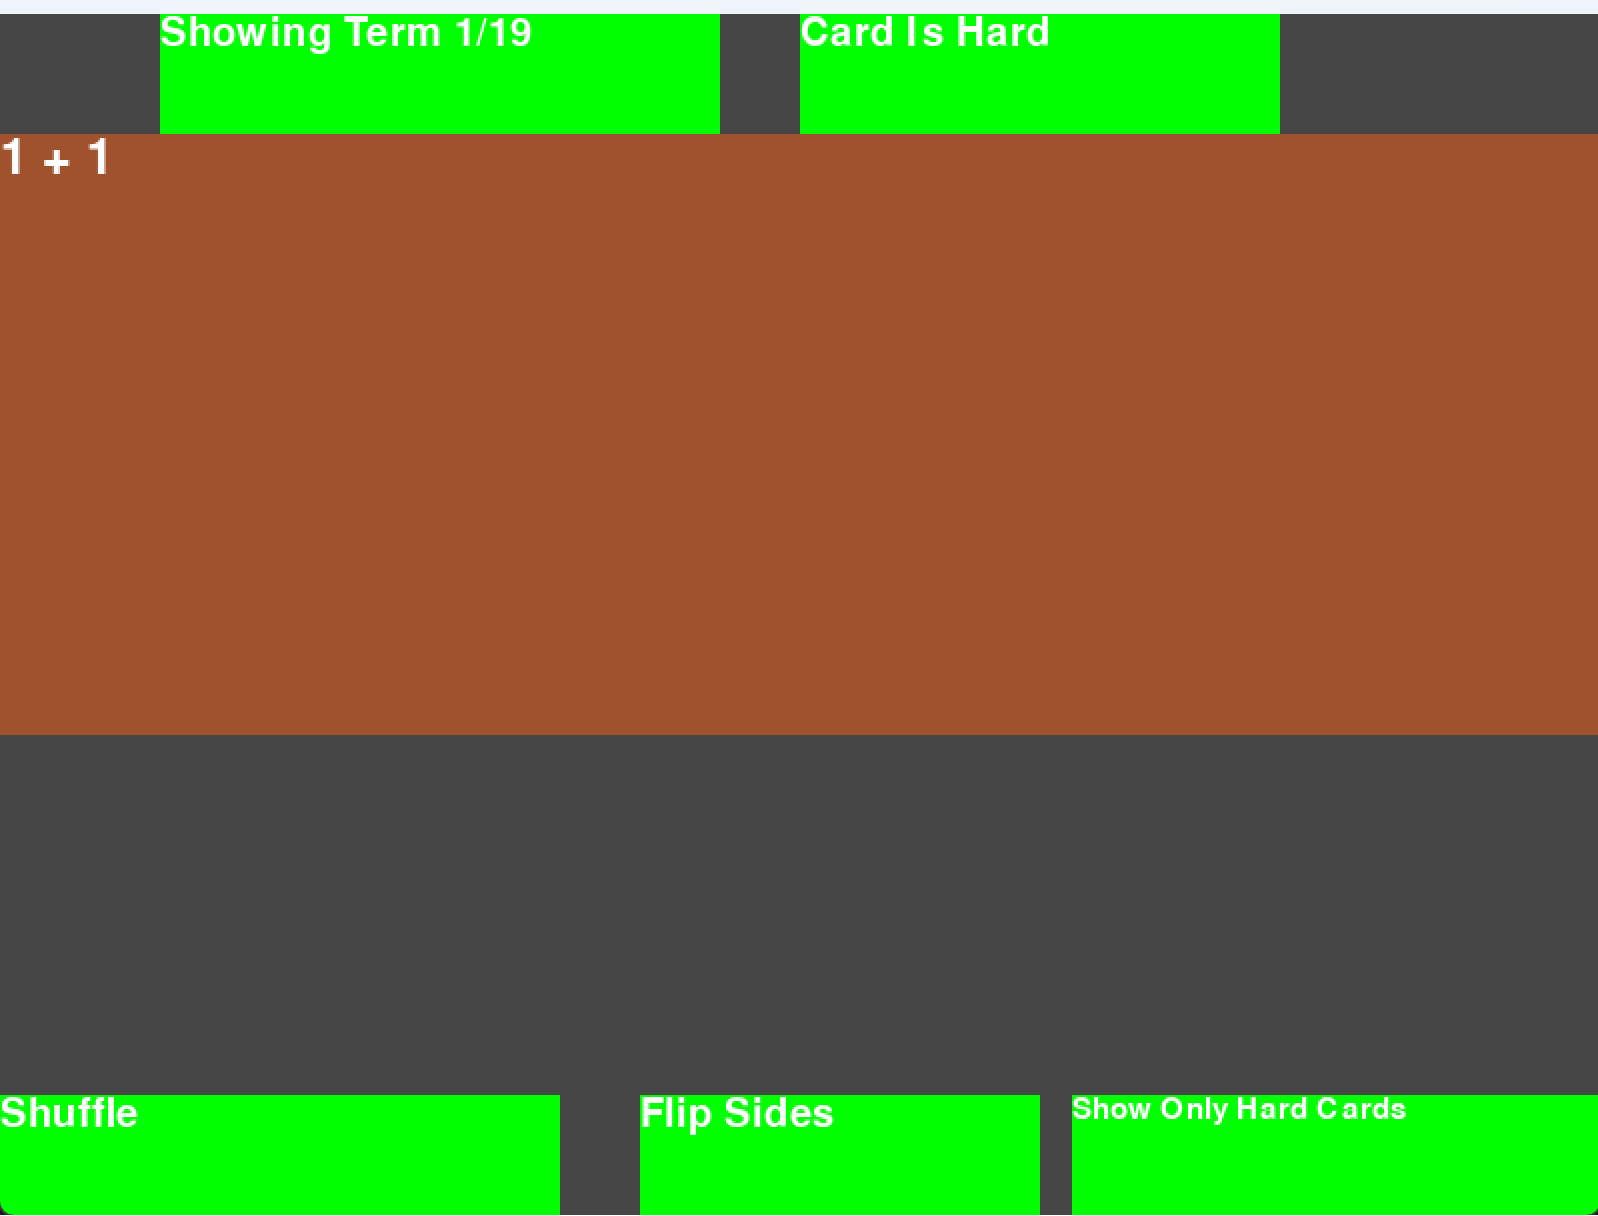 Showing Term 1/19
Card Is Hard
1 + 1
Shuffle
Flip Sides
Show Only Hard Cards